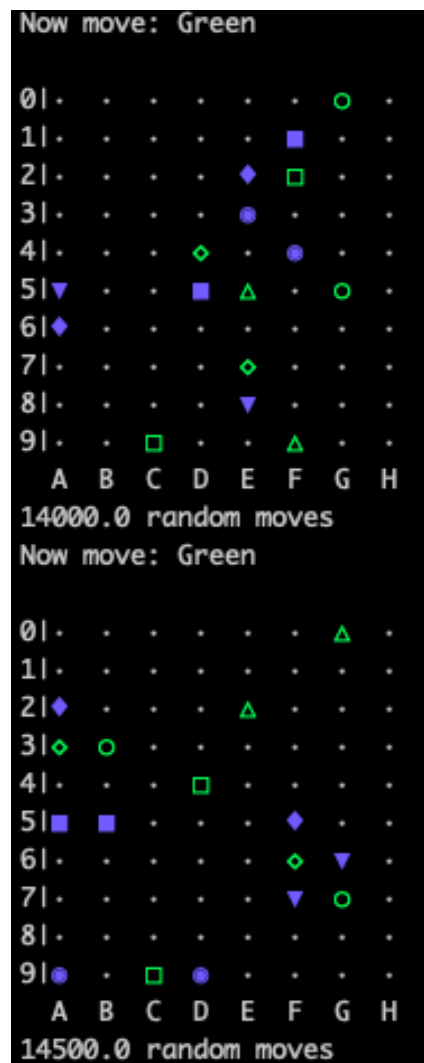 Now move: Green
0|· · · · · · ○ ·
1|· · · · · ■ · ·
2|· · · · ◆ □ · ·
3|· · · · ● · · ·
4|· · · ◇ · ● · ·
5|▼ · · ■ △ · ○ ·
6|◆ · · · · · · ·
7|· · · · ◇ · · ·
8|· · · · ▼ · · ·
9|· · □ · · △ · ·
A B C D E F G H
14000.0 random moves
Now move: Green
0|· · · · · · △ ·
1|· · · · · · · ·
2|◆ · · · △ · · ·
3|◇ ○ · · · · · ·
4|· · · □ · · · ·
5|■ ■ · · · ◆ · ·
6|· · · · · ◇ ▼ ·
7|· · · · · ▼ ○ ·
8|· · · · · · · ·
9|● · □ ● · · · ·
A B C D E F G H
14500.0 random moves